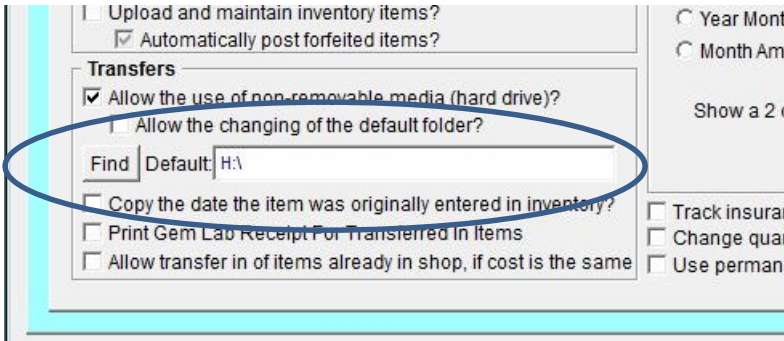 Upload and maintain inventory items?
Automatically post forfeited items?
Transfers
Allow the use of non-removable media (hard drive)?
Allow the changing of the default folder?
Find Default: H:\
Copy the date the item was originally entered in inventory?
Print Gem Lab Receipt For Transferred In Items
Allow transfer in of items already in shop, if cost is the same
Year Mont
Month Am
Show a 2
Track insura
Change qua
Use perman